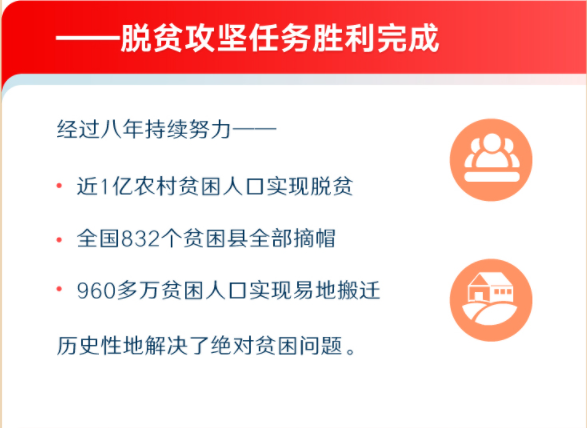 ——脱贫攻坚任务胜利完成
经过八年持续努力——
• 近1亿农村贫困人口实现脱贫
• 全国832个贫困县全部摘帽
• 960多万贫困人口实现易地搬迁
历史性地解决了绝对贫困问题。